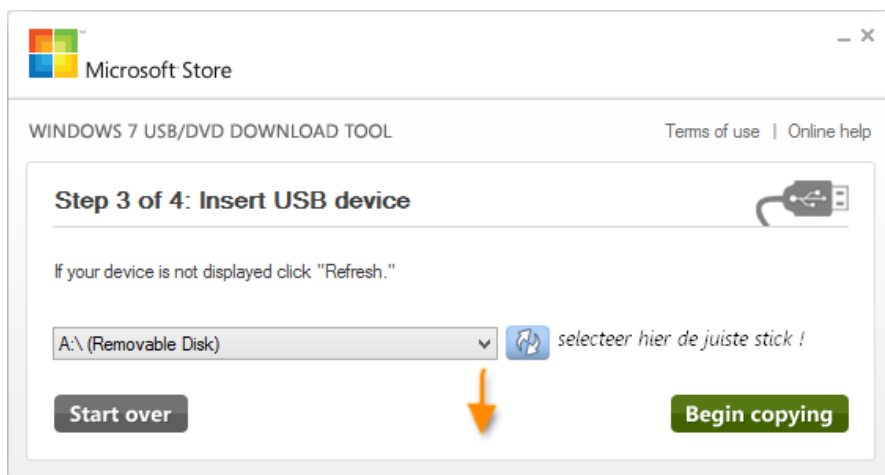 Microsoft Store
WINDOWS 7 USB/DVD DOWNLOAD TOOL
Terms of use | Online help
Step 3 of 4: Insert USB device
If your device is not displayed click "Refresh."
A:\ (Removable Disk)
selecteer hier de juiste stick !
Start over
Begin copying